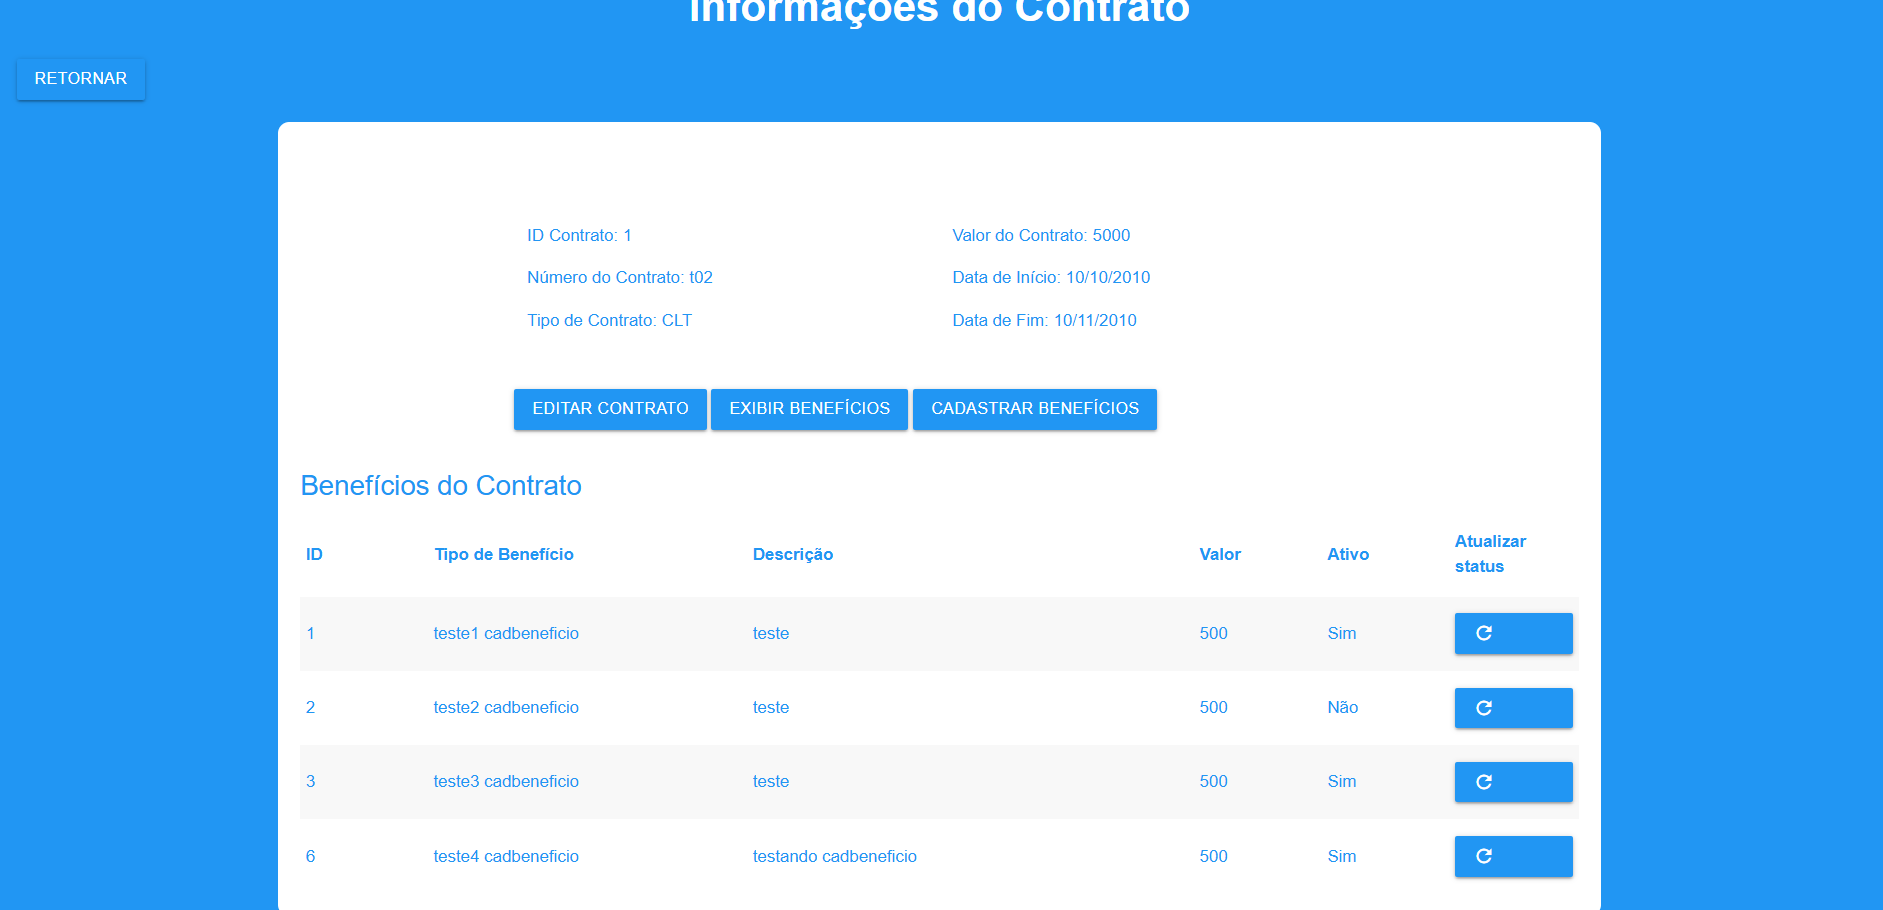 Informações do Contrato
RETORNAR
ID Contrato: 1
Valor do Contrato: 5000
Número do Contrato: t02
Data de Início: 10/10/2010
Tipo de Contrato: CLT
Data de Fim: 10/11/2010
EDITAR CONTRATO EXIBIR BENEFÍCIOS CADASTRAR BENEFÍCIOS
Benefícios do Contrato
ID Tipo de Benefício Descrição Valor Ativo Atualizar status
1 teste1 cadbeneficio teste 500 Sim
2 teste2 cadbeneficio teste 500 Não
3 teste3 cadbeneficio teste 500 Sim
6 teste4 cadbeneficio testando cadbeneficio 500 Sim